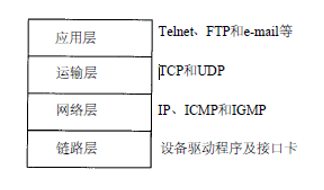 应用层 Telnet、FTP和e-mail等
运输层 TCP和UDP
网络层 IP、ICMP和IGMP
链路层 设备驱动程序及接口卡